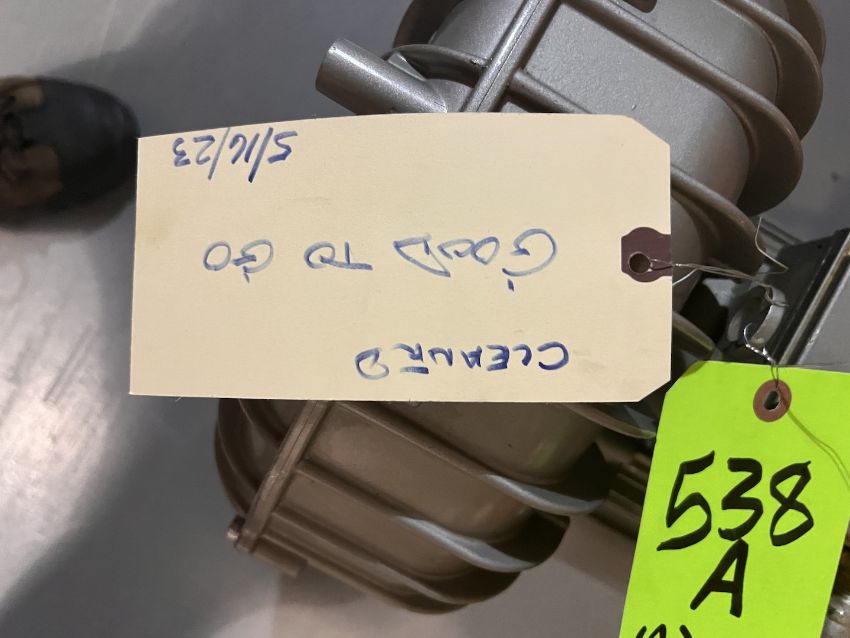 CLEANED
GOOD TO GO
5/16/23
538
A